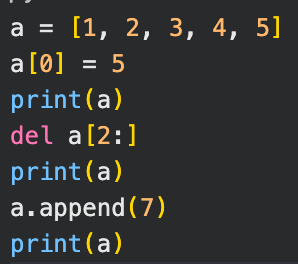 a = [1, 2, 3, 4, 5]
a[0] = 5
print(a)
del a[2:]
print(a)
a.append(7)
print(a)